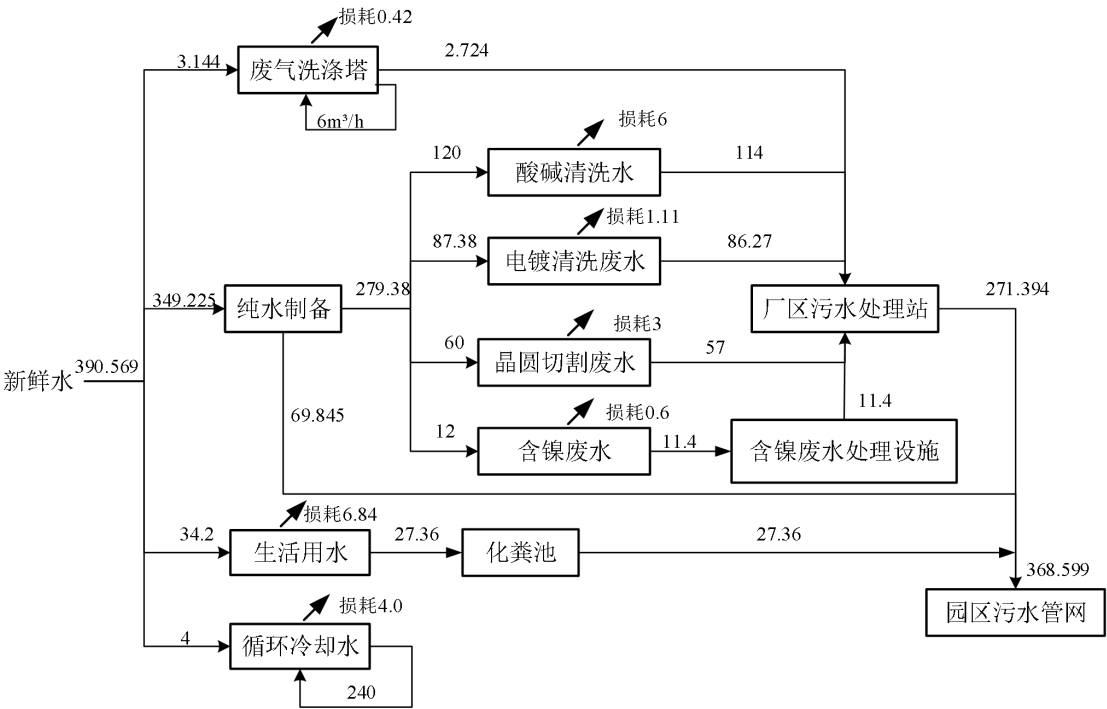 损耗0.42
3.144
废气洗涤塔
2.724
6m³/h
损耗6
120
酸碱清洗水
114
损耗1.11
87.38
电镀清洗废水
86.27
349.225
纯水制备
279.38
厂区污水处理站
271.394
损耗3
60
晶圆切割废水
57
新鲜水
390.569
69.845
损耗0.6
12
含镍废水
11.4
含镍废水处理设施
11.4
损耗6.84
34.2
生活用水
27.36
化粪池
27.36
368.599
园区污水管网
损耗4.0
4
循环冷却水
240